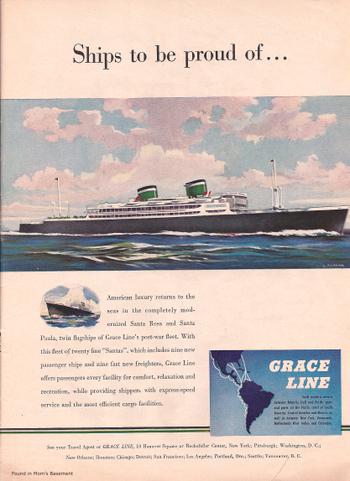 Ships to be proud of...
American luxury returns to the
seas in the completely mod-
ernized Santa Rosa and Santa
Paula, twin flagships of Grace Line's post-war fleet. With
this fleet of twenty fine "Santas", which includes nine new
passenger ships and nine fast new freighters, Grace Line
offers passengers every facility for comfort, relaxation and
recreation, while providing shippers with express-speed
service and the most efficient cargo facilities.
GRACE
LINE
See your Travel Agent or GRACE LINE, 10 Hanover Square or Rockefeller Center, New York; Pittsburgh; Washington, D. C.;
New Orleans; Houston; Chicago; Detroit; San Francisco; Los Angeles; Portland, Ore.; Seattle; Vancouver, B. C.
Found in Mom's Basement